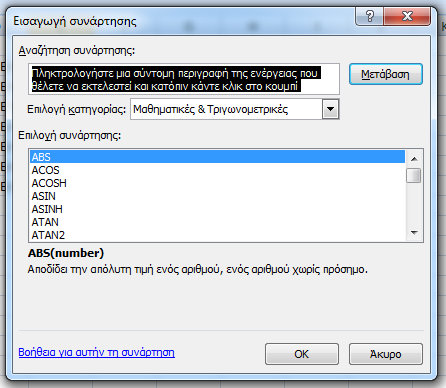 Εισαγωγή συνάρτησης
Αναζήτηση συνάρτησης:
Πληκτρολογήστε μια σύντομη περιγραφή της ενέργειας που
θέλετε να εκτελεστεί και κατόπιν κάντε κλικ στο κουμπί
Μετάβαση
Επιλογή κατηγορίας:
Μαθηματικές & Τριγωνομετρικές
Επιλοχή συνάρτησης:
ABS
ACOS
ACOSH
ASIN
ASINH
ATAN
ATAN2
ABS(number)
Αποδίδει την απόλυτη τιμή ενός αριθμού, ενός αριθμού χωρίς πρόσημο.
Βοήθεια για αυτήν τη συνάρτηση
OK
Άκυρο